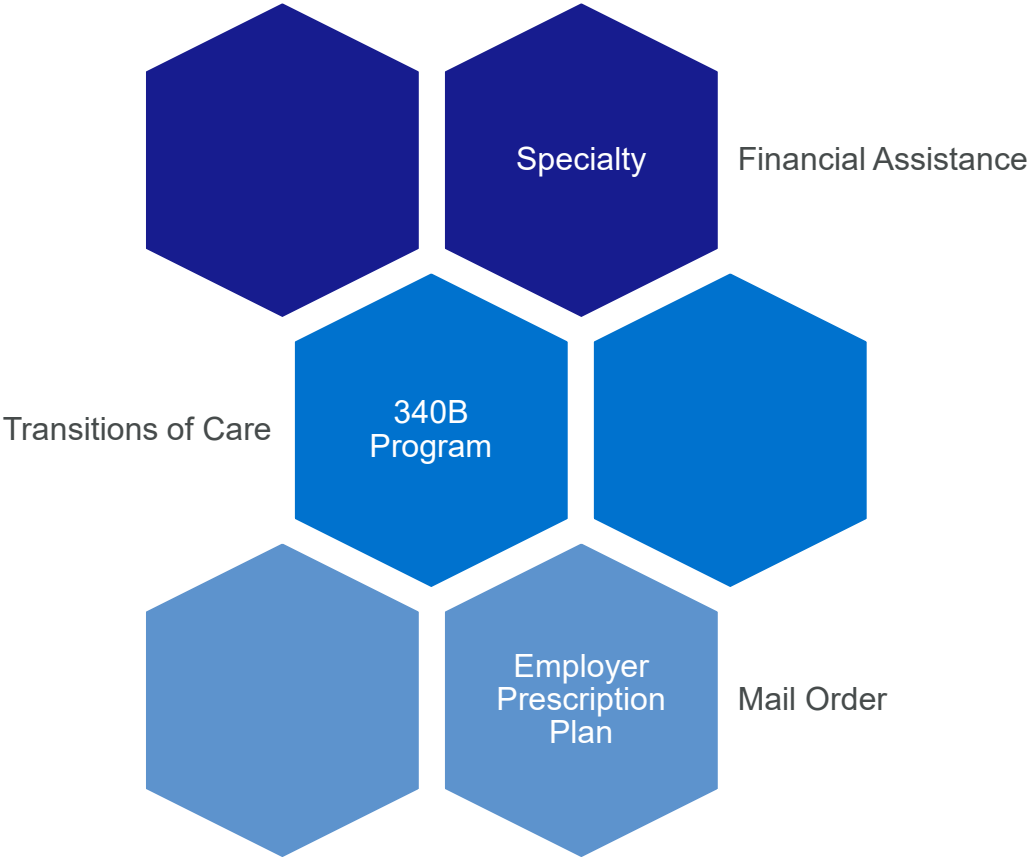 Specialty
Financial Assistance
Transitions of Care
340B
Program
Employer
Prescription
Plan
Mail Order